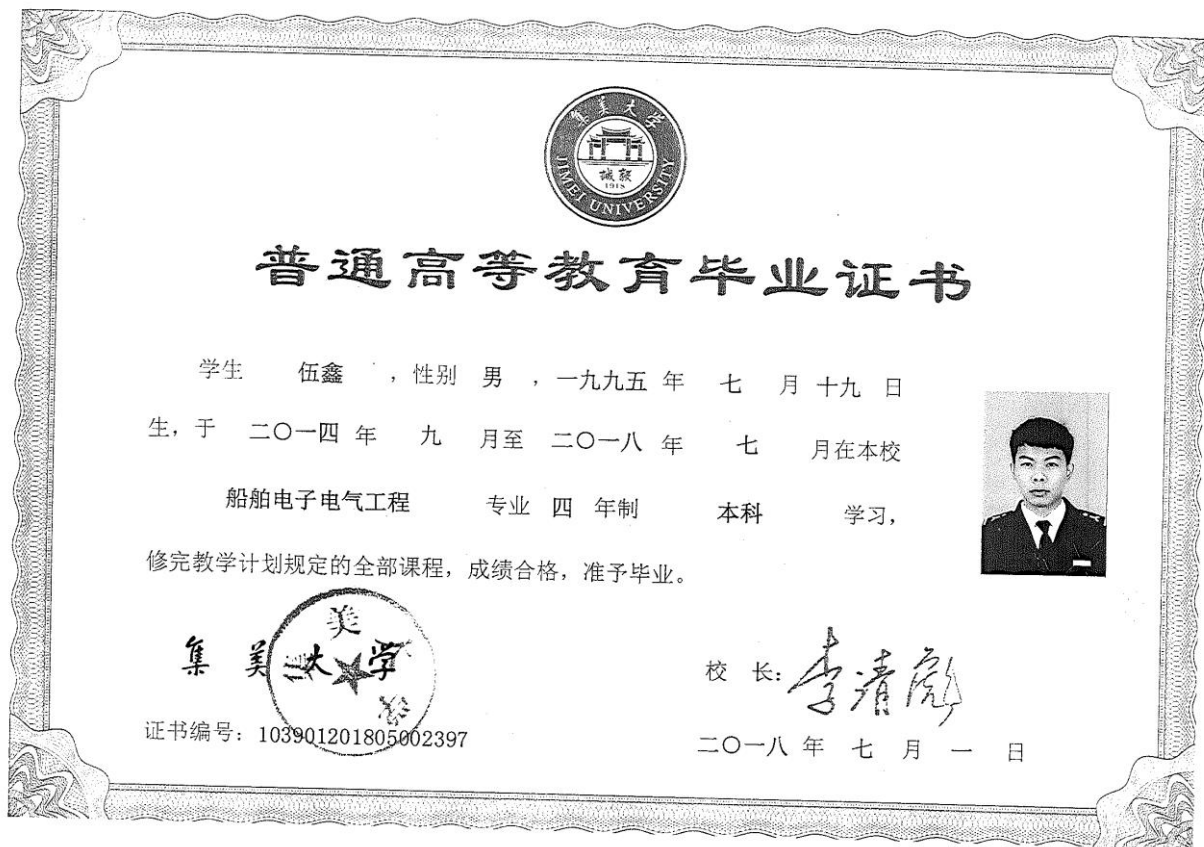 集美大学
诚毅
1918
JIMEI UNIVERSITY
普通高等教育毕业证书
学生 伍鑫 ，性别 男 ，一九九五 年 七 月 十九 日
生，于 二〇一四 年 九 月至 二〇一八 年 七 月在本校
船舶电子电气工程 专业 四 年制 本科 学习，
修完教学计划规定的全部课程，成绩合格，准予毕业。
集美大学
校 长：李清彪
证书编号：103901201805002397
二〇一八 年 七 月 一 日